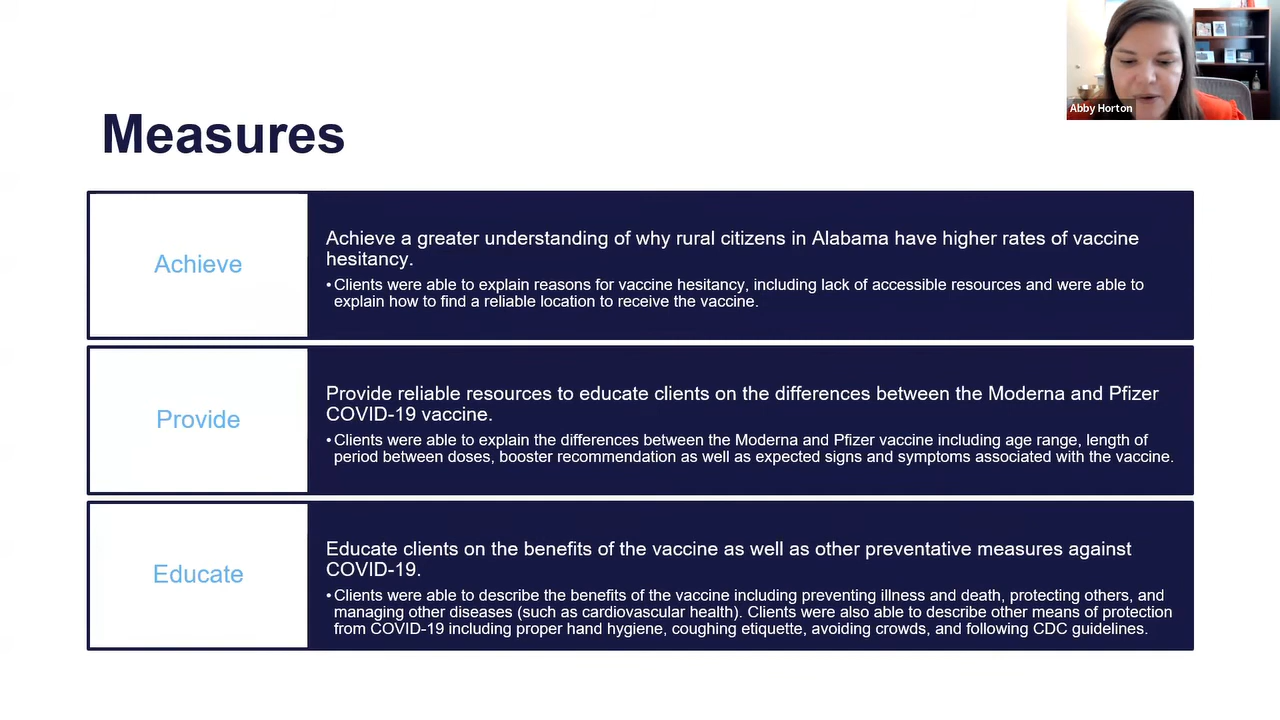 Abby Horton
Measures
Achieve
Achieve a greater understanding of why rural citizens in Alabama have higher rates of vaccine
hesitancy.
• Clients were able to explain reasons for vaccine hesitancy, including lack of accessible resources and were able to
explain how to find a reliable location to receive the vaccine.
Provide
Provide reliable resources to educate clients on the differences between the Moderna and Pfizer
COVID-19 vaccine.
• Clients were able to explain the differences between the Moderna and Pfizer vaccine including age range, length of
period between doses, booster recommendation as well as expected signs and symptoms associated with the vaccine.
Educate
Educate clients on the benefits of the vaccine as well as other preventative measures against
COVID-19.
• Clients were able to describe the benefits of the vaccine including preventing illness and death, protecting others, and
managing other diseases (such as cardiovascular health). Clients were also able to describe other means of protection
from COVID-19 including proper hand hygiene, coughing etiquette, avoiding crowds, and following CDC guidelines.